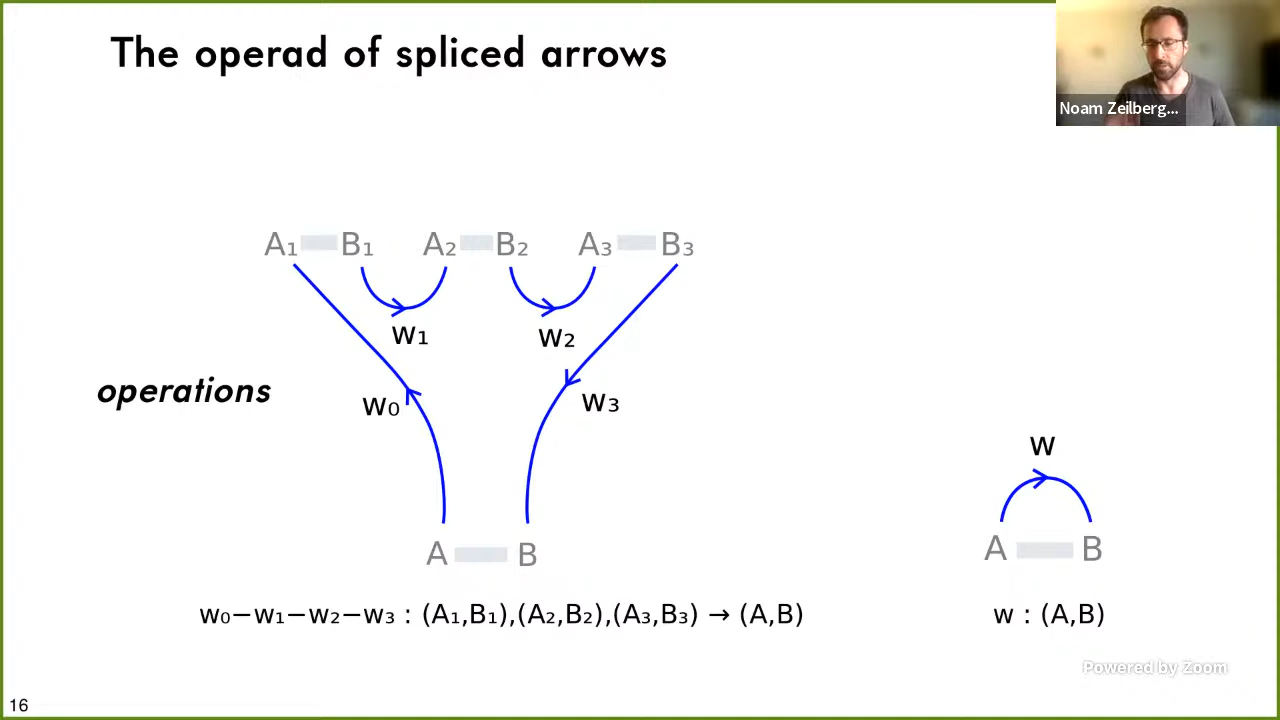 The operad of spliced arrows
Noam Zeilberg...
A₁ B₁ A₂ B₂ A₃ B₃
w₁ w₂
operations
w₀ w₃
w
A B
A B
w₀−w₁−w₂−w₃ : (A₁,B₁),(A₂,B₂),(A₃,B₃) → (A,B)
w : (A,B)
Powered by Zoom
16